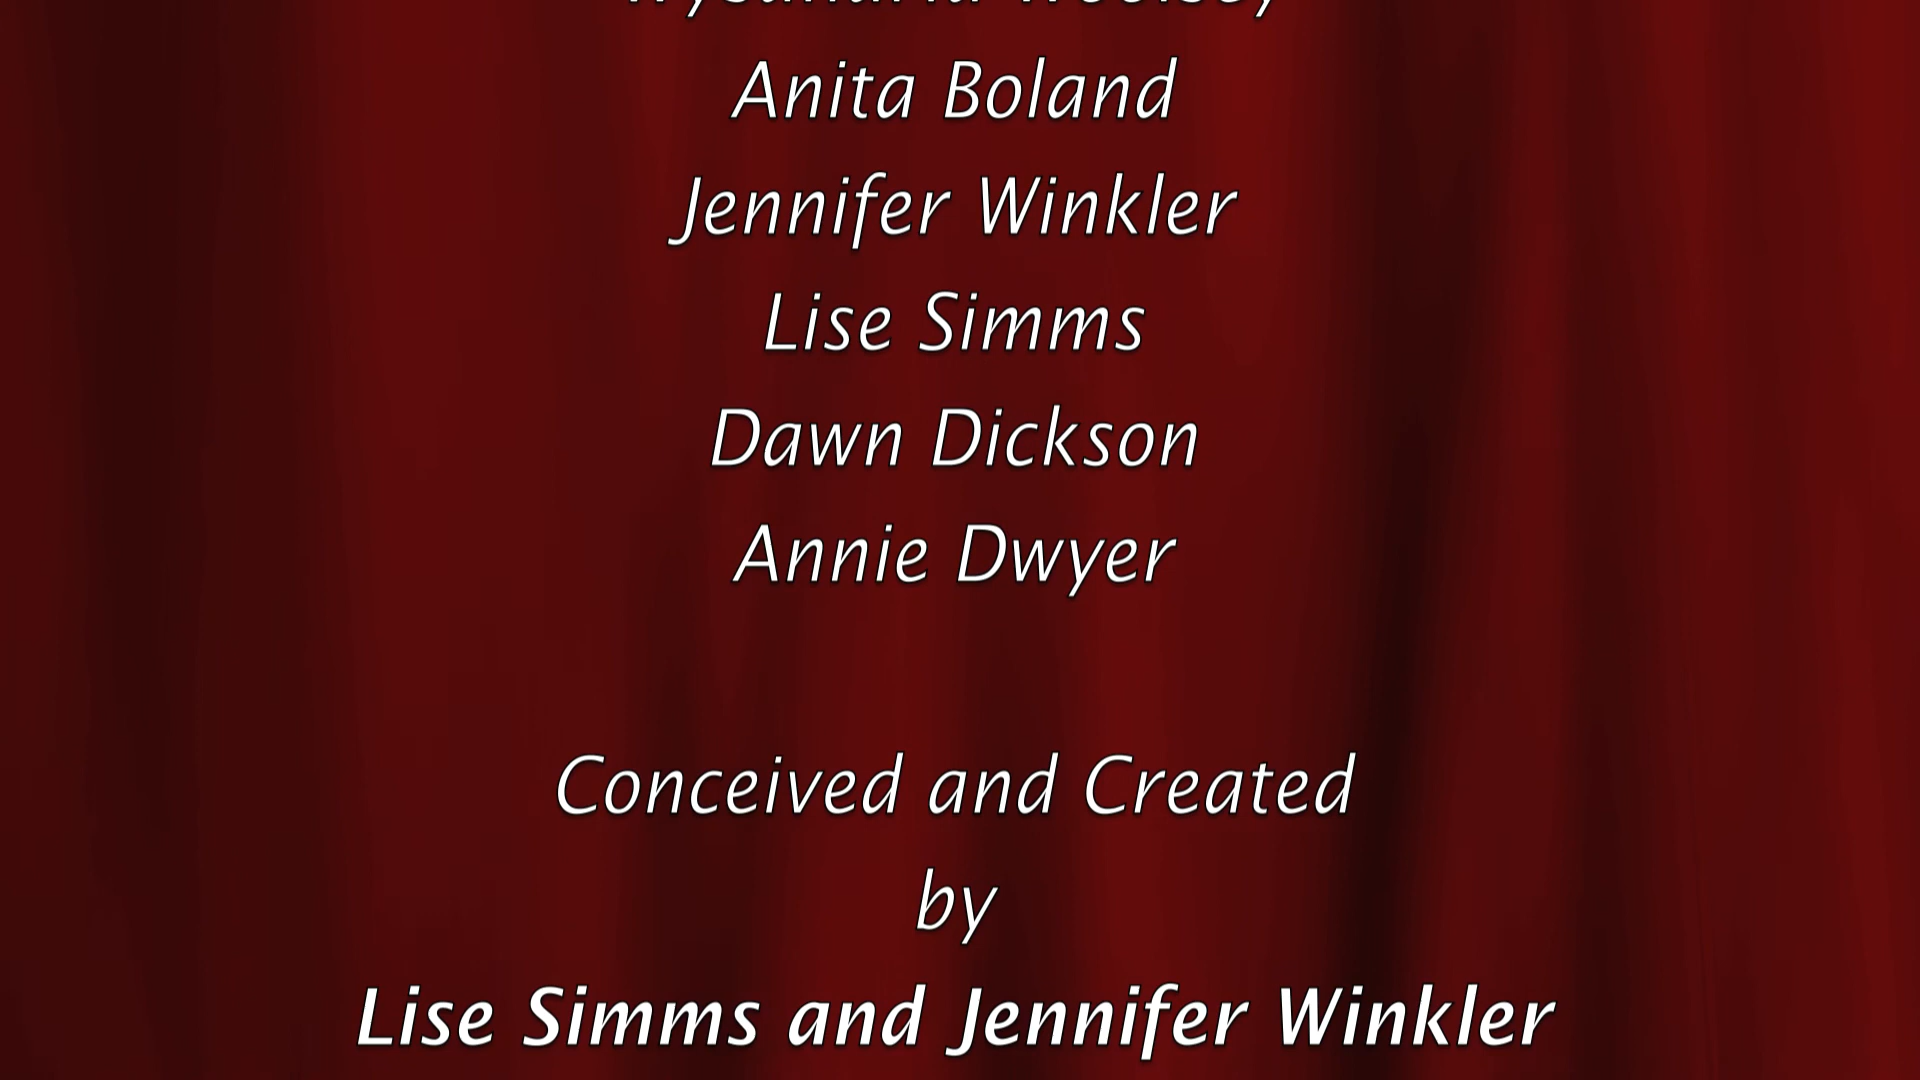 Anita Boland
Jennifer Winkler
Lise Simms
Dawn Dickson
Annie Dwyer
Conceived and Created
by
Lise Simms and Jennifer Winkler